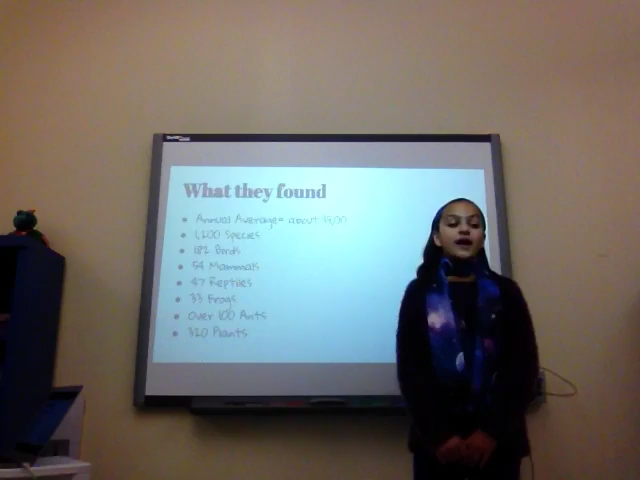 What they found
Annual Average= about
1,200 Species
Birds
54 Mammals
47 Reptiles
33 Frogs
Over 100 Ants
320 Plants